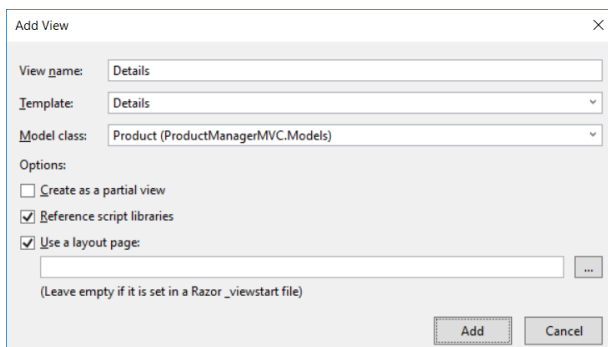 Add View
View name: Details
Template: Details
Model class: Product (ProductManagerMVC.Models)
Options:
Create as a partial view
Reference script libraries
Use a layout page:
...
(Leave empty if it is set in a Razor _viewstart file)
Add Cancel